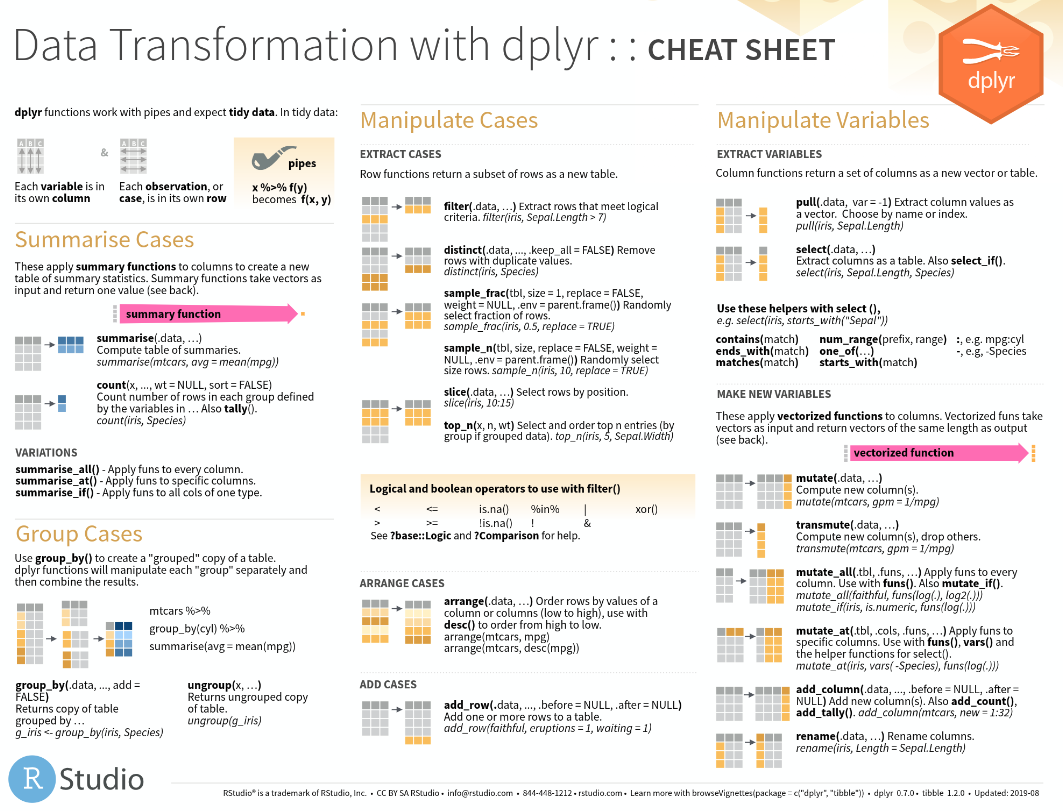 Data Transformation with dplyr : : CHEAT SHEET
dplyr
dplyr functions work with pipes and expect tidy data. In tidy data:
A B C
&
A B C
pipes
Each variable is in
its own column
Each observation, or
case, is in its own row
x %>% f(y)
becomes f(x, y)
Summarise Cases
These apply summary functions to columns to create a new
table of summary statistics. Summary functions take vectors as
input and return one value (see back).
summary function
summarise(.data, …)
Compute table of summaries.
summarise(mtcars, avg = mean(mpg))
count(x, ..., wt = NULL, sort = FALSE)
Count number of rows in each group defined
by the variables in … Also tally().
count(iris, Species)
VARIATIONS
summarise_all() - Apply funs to every column.
summarise_at() - Apply funs to specific columns.
summarise_if() - Apply funs to all cols of one type.
Group Cases
Use group_by() to create a "grouped" copy of a table.
dplyr functions will manipulate each "group" separately and
then combine the results.
mtcars %>%
group_by(cyl) %>%
summarise(avg = mean(mpg))
group_by(.data, ..., add =
FALSE)
Returns copy of table
grouped by …
g_iris <- group_by(iris, Species)
ungroup(x, …)
Returns ungrouped copy
of table.
ungroup(g_iris)
Manipulate Cases
EXTRACT CASES
Row functions return a subset of rows as a new table.
filter(.data, …) Extract rows that meet logical
criteria. filter(iris, Sepal.Length > 7)
distinct(.data, ..., .keep_all = FALSE) Remove
rows with duplicate values.
distinct(iris, Species)
sample_frac(tbl, size = 1, replace = FALSE,
weight = NULL, .env = parent.frame()) Randomly
select fraction of rows.
sample_frac(iris, 0.5, replace = TRUE)
sample_n(tbl, size, replace = FALSE, weight =
NULL, .env = parent.frame()) Randomly select
size rows. sample_n(iris, 10, replace = TRUE)
slice(.data, …) Select rows by position.
slice(iris, 10:15)
top_n(x, n, wt) Select and order top n entries (by
group if grouped data). top_n(iris, 5, Sepal.Width)
Logical and boolean operators to use with filter()
< <= is.na() %in% | xor()
> >= !is.na() ! &
See ?base::Logic and ?Comparison for help.
ARRANGE CASES
arrange(.data, …) Order rows by values of a
column or columns (low to high), use with
desc() to order from high to low.
arrange(mtcars, mpg)
arrange(mtcars, desc(mpg))
ADD CASES
add_row(.data, ..., .before = NULL, .after = NULL)
Add one or more rows to a table.
add_row(faithful, eruptions = 1, waiting = 1)
Manipulate Variables
EXTRACT VARIABLES
Column functions return a set of columns as a new vector or table.
pull(.data, var = -1) Extract column values as
a vector. Choose by name or index.
pull(iris, Sepal.Length)
select(.data, …)
Extract columns as a table. Also select_if().
select(iris, Sepal.Length, Species)
Use these helpers with select (),
e.g. select(iris, starts_with("Sepal"))
contains(match) num_range(prefix, range) :, e.g. mpg:cyl
ends_with(match) one_of(…) -, e.g, -Species
matches(match) starts_with(match)
MAKE NEW VARIABLES
These apply vectorized functions to columns. Vectorized funs take
vectors as input and return vectors of the same length as output
(see back).
vectorized function
mutate(.data, …)
Compute new column(s).
mutate(mtcars, gpm = 1/mpg)
transmute(.data, …)
Compute new column(s), drop others.
transmute(mtcars, gpm = 1/mpg)
mutate_all(.tbl, .funs, …) Apply funs to every
column. Use with funs(). Also mutate_if().
mutate_all(faithful, funs(log(.), log2(.)))
mutate_if(iris, is.numeric, funs(log(.)))
mutate_at(.tbl, .cols, .funs, …) Apply funs to
specific columns. Use with funs(), vars() and
the helper functions for select().
mutate_at(iris, vars( -Species), funs(log(.)))
add_column(.data, ..., .before = NULL, .after =
NULL) Add new column(s). Also add_count(),
add_tally(). add_column(mtcars, new = 1:32)
rename(.data, …) Rename columns.
rename(iris, Length = Sepal.Length)
R Studio
RStudio® is a trademark of RStudio, Inc. • CC BY SA RStudio • info@rstudio.com • 844-448-1212 • rstudio.com • Learn more with browseVignettes(package = c("dplyr", "tibble")) • dplyr 0.7.0 • tibble 1.2.0 • Updated: 2019-08